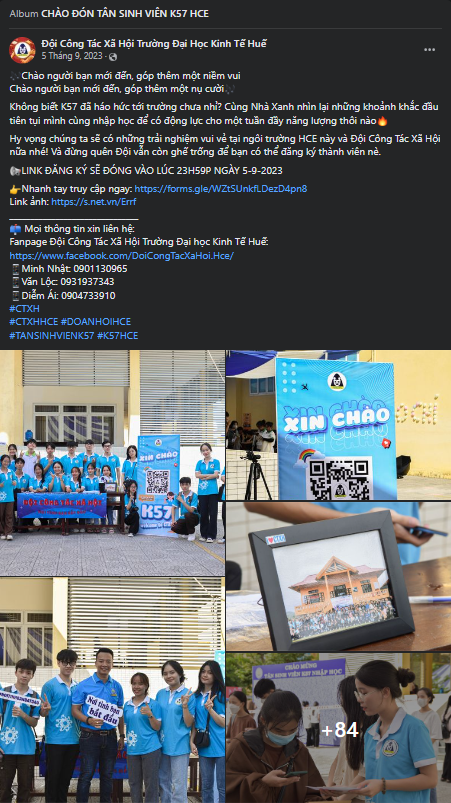 Album CHÀO ĐÓN TÂN SINH VIÊN K57 HCE
Đội Công Tác Xã Hội Trường Đại Học Kinh Tế Huế
5 Tháng 9, 2023 ·
🎶Chào người bạn mới đến, góp thêm một niềm vui
Chào người bạn mới đến, góp thêm một nụ cười🎶
Không biết K57 đã háo hức tới trường chưa nhỉ? Cùng Nhà Xanh nhìn lại những khoảnh khắc đầu
tiên tụi mình cùng nhập học để có động lực cho một tuần đầy năng lượng thôi nào🔥
Hy vọng chúng ta sẽ có những trải nghiệm vui vẻ tại ngôi trường HCE này và Đội Công Tác Xã Hội
nữa nhé! Và đừng quên Đội vẫn còn ghế trống để bạn có thể đăng ký thành viên nè.
📢LINK ĐĂNG KÝ SẼ ĐÓNG VÀO LÚC 23H59P NGÀY 5-9-2023
👉Nhanh tay truy cập ngay: https://forms.gle/WZtSUnkfLDezD4pn8
Link ảnh: https://s.net.vn/Errf
📫 Mọi thông tin xin liên hệ:
Fanpage Đội Công Tác Xã Hội Trường Đại học Kinh Tế Huế:
https://www.facebook.com/DoiCongTacXaHoi.Hce/
📱Minh Nhật: 0901130965
📱Văn Lộc: 0931937343
📱Diễm Ái: 0904733910
#CTXH
#CTXHHCE #DOANHOIHCE
#TANSINHVIENK57 #K57HCE
XIN CHÀO
K57
ĐỘI CÔNG TÁC XÃ HỘI
XIN CHÀO
Nơi tình bạn
bắt đầu
CHÀO MỪNG
TÂN SINH VIÊN K57 NHẬP HỌC
+84